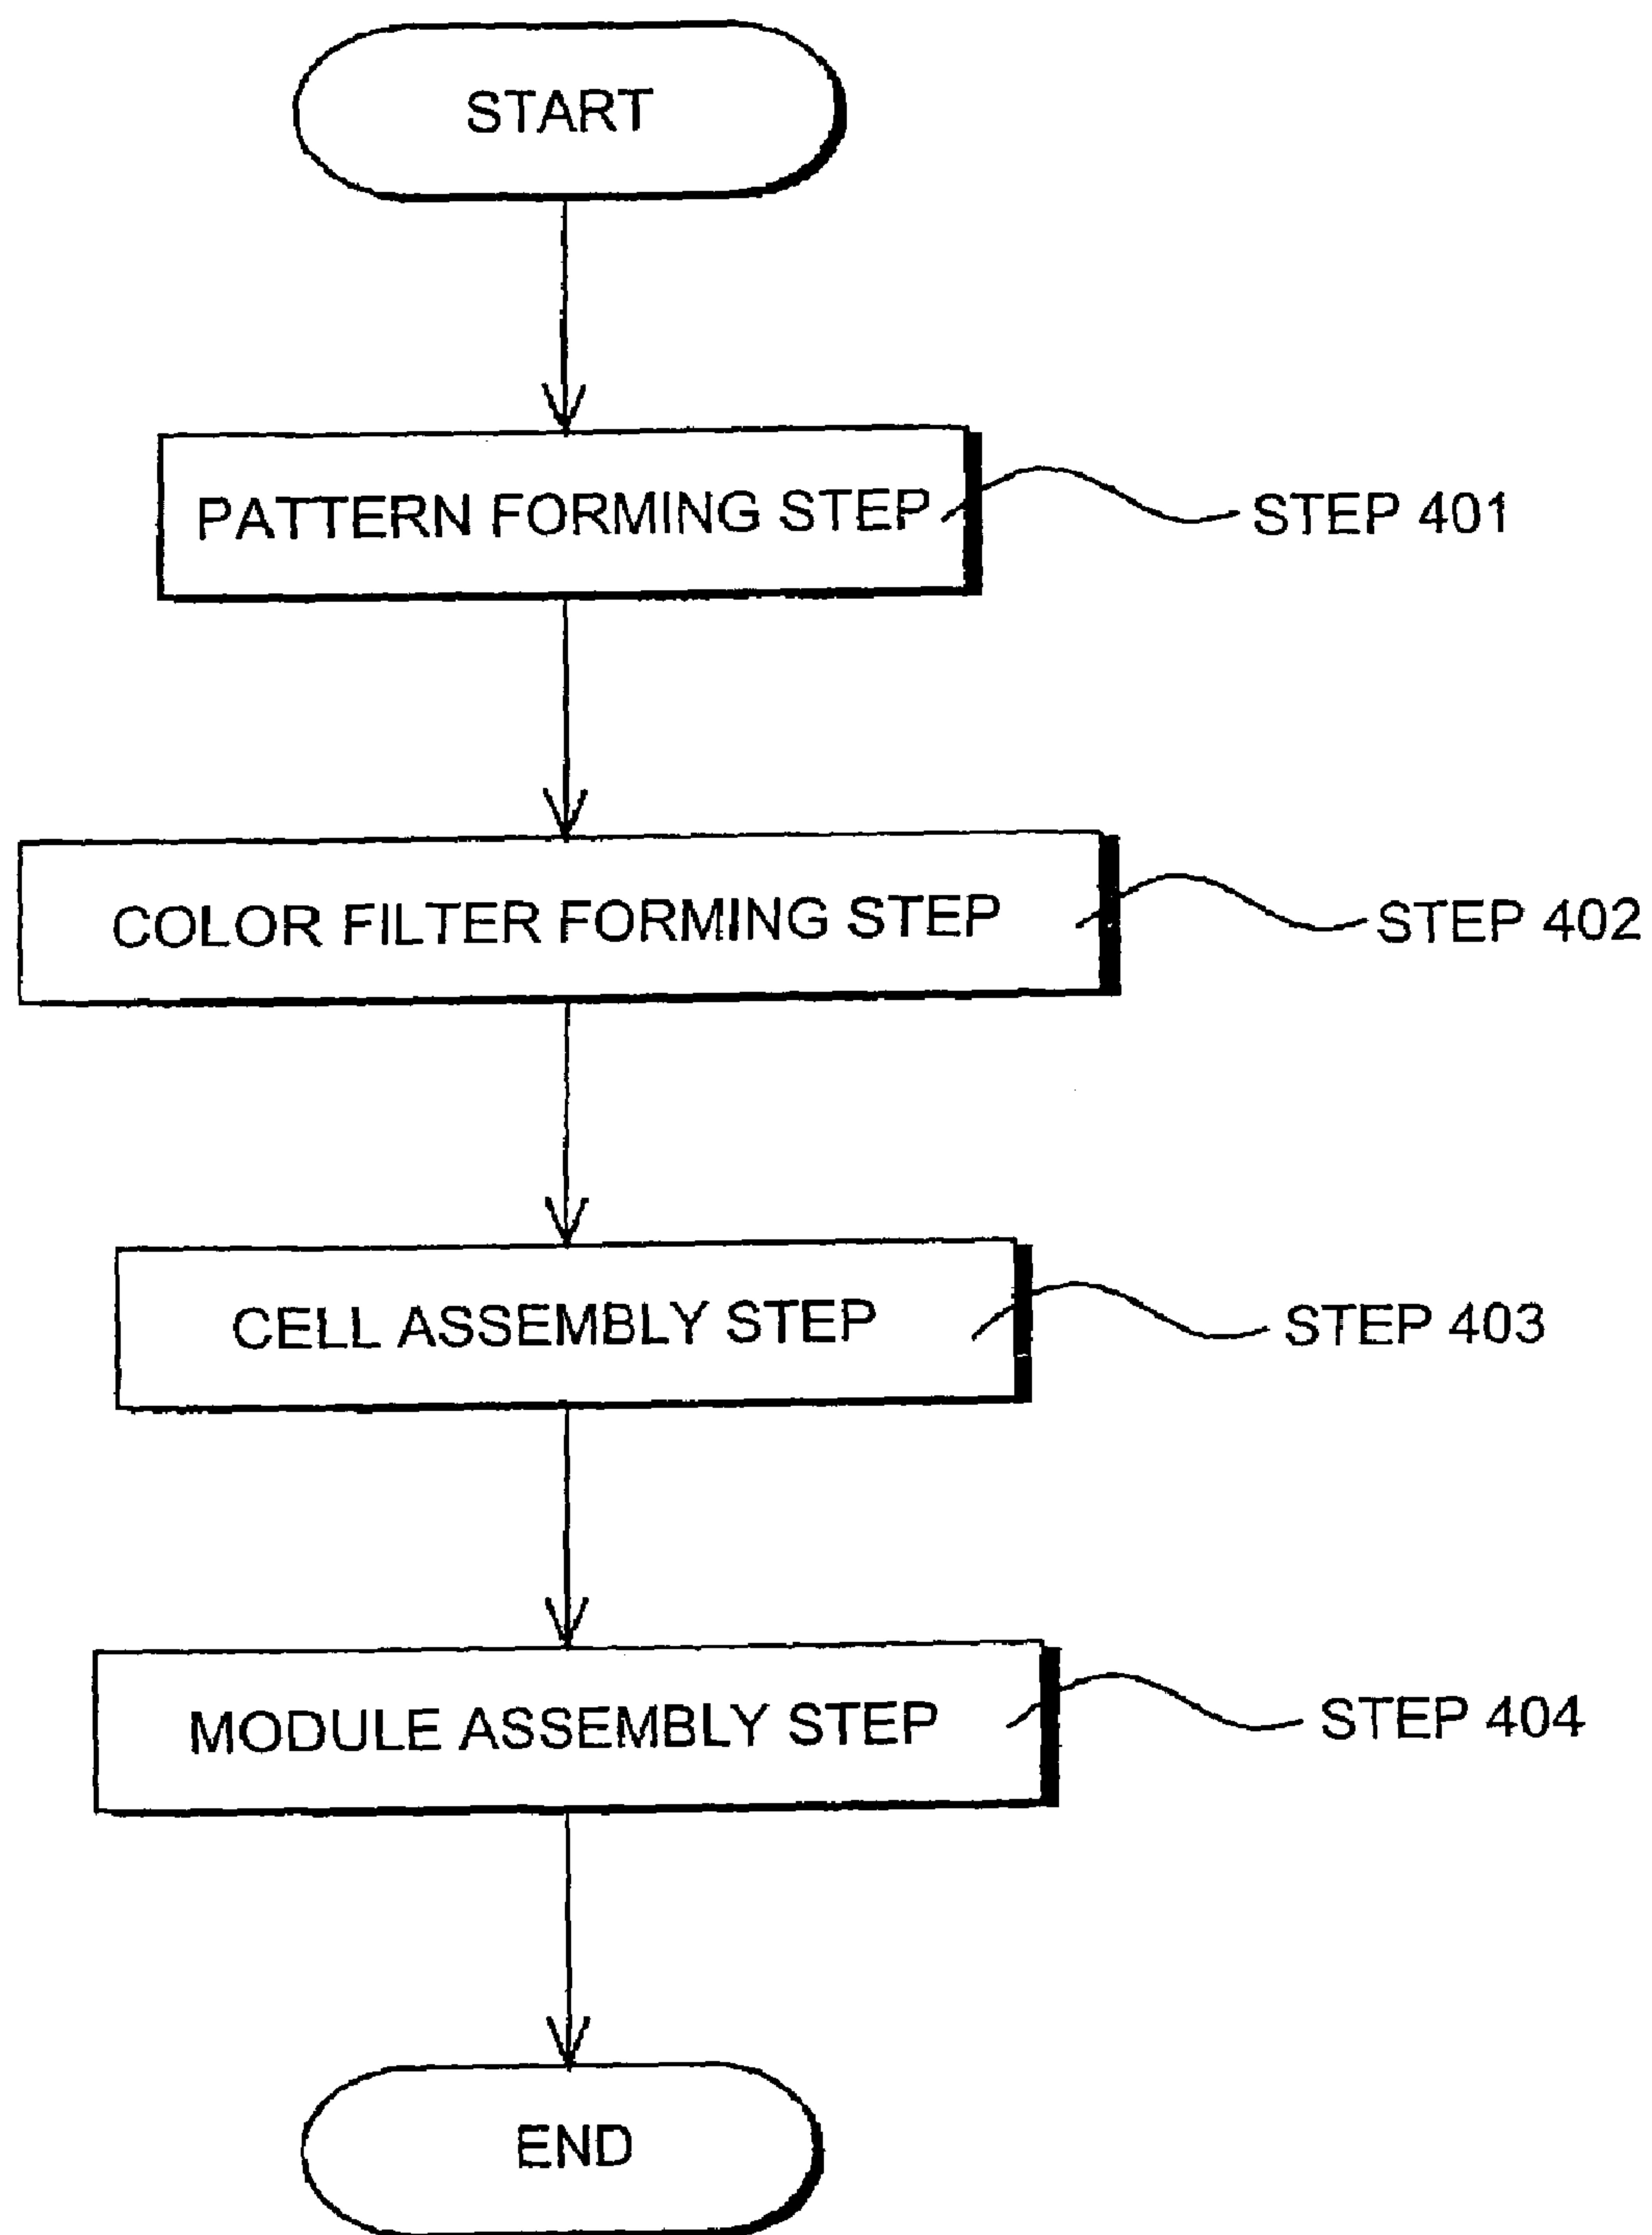 START
PATTERN FORMING STEP
STEP 401
COLOR FILTER FORMING STEP
STEP 402
CELL ASSEMBLY STEP
STEP 403
MODULE ASSEMBLY STEP
STEP 404
END